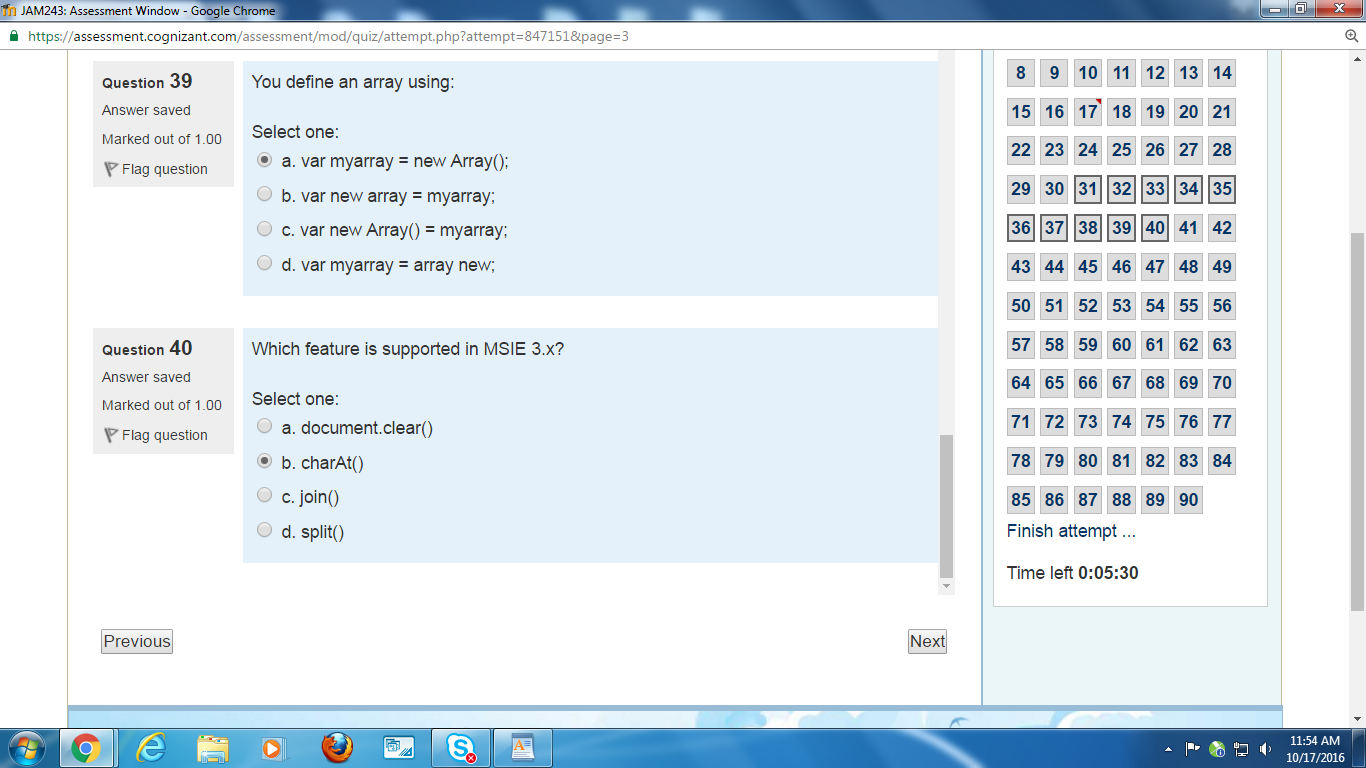 JAM243: Assessment Window - Google Chrome
https://assessment.cognizant.com/assessment/mod/quiz/attempt.php?attempt=847151&page=3
Question 39
Answer saved
Marked out of 1.00
Flag question
You define an array using:
Select one:
a. var myarray = new Array();
b. var new array = myarray;
c. var new Array() = myarray;
d. var myarray = array new;
Question 40
Answer saved
Marked out of 1.00
Flag question
Which feature is supported in MSIE 3.x?
Select one:
a. document.clear()
b. charAt()
c. join()
d. split()
Previous
Next
8 9 10 11 12 13 14
15 16 17 18 19 20 21
22 23 24 25 26 27 28
29 30 31 32 33 34 35
36 37 38 39 40 41 42
43 44 45 46 47 48 49
50 51 52 53 54 55 56
57 58 59 60 61 62 63
64 65 66 67 68 69 70
71 72 73 74 75 76 77
78 79 80 81 82 83 84
85 86 87 88 89 90
Finish attempt ...
Time left 0:05:30
11:54 AM
10/17/2016